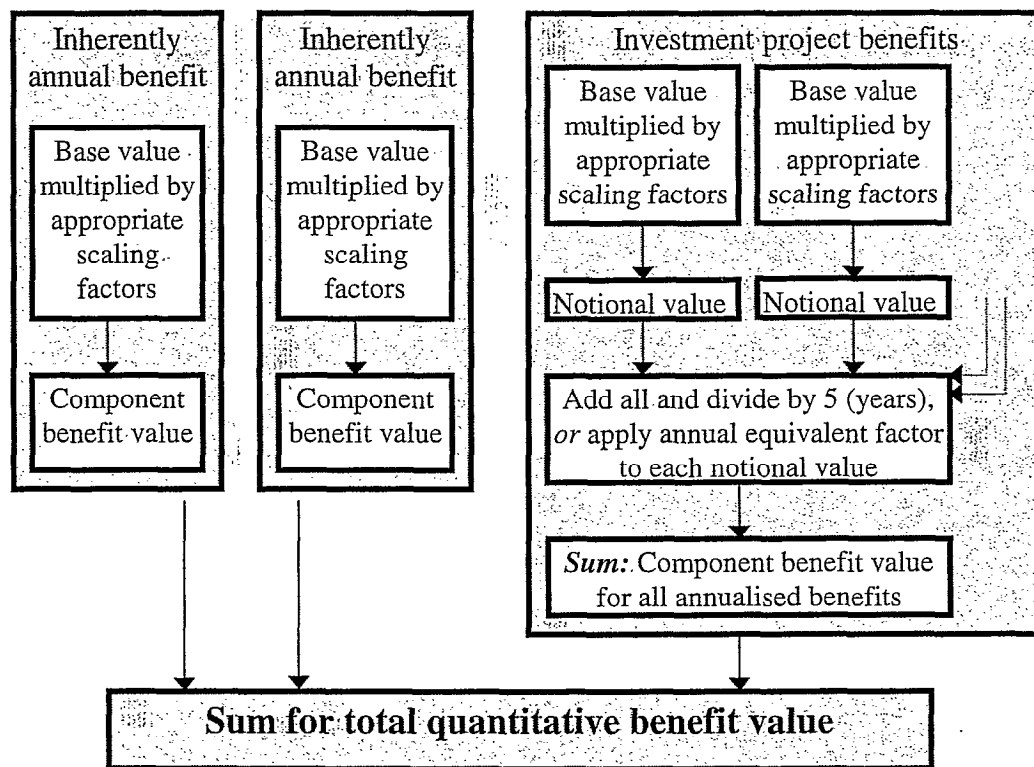 Inherently
annual benefit
Base value
multiplied by
appropriate
scaling
factors
Component
benefit value
Inherently
annual benefit
Base value
multiplied by
appropriate
scaling
factors
Component
benefit value
Investment project benefits
Base value
multiplied by
appropriate
scaling factors
Notional value
Base value
multiplied by
appropriate
scaling factors
Notional value
Add all and divide by 5 (years),
or apply annual equivalent factor
to each notional value
Sum: Component benefit value
for all annualised benefits
Sum for total quantitative benefit value